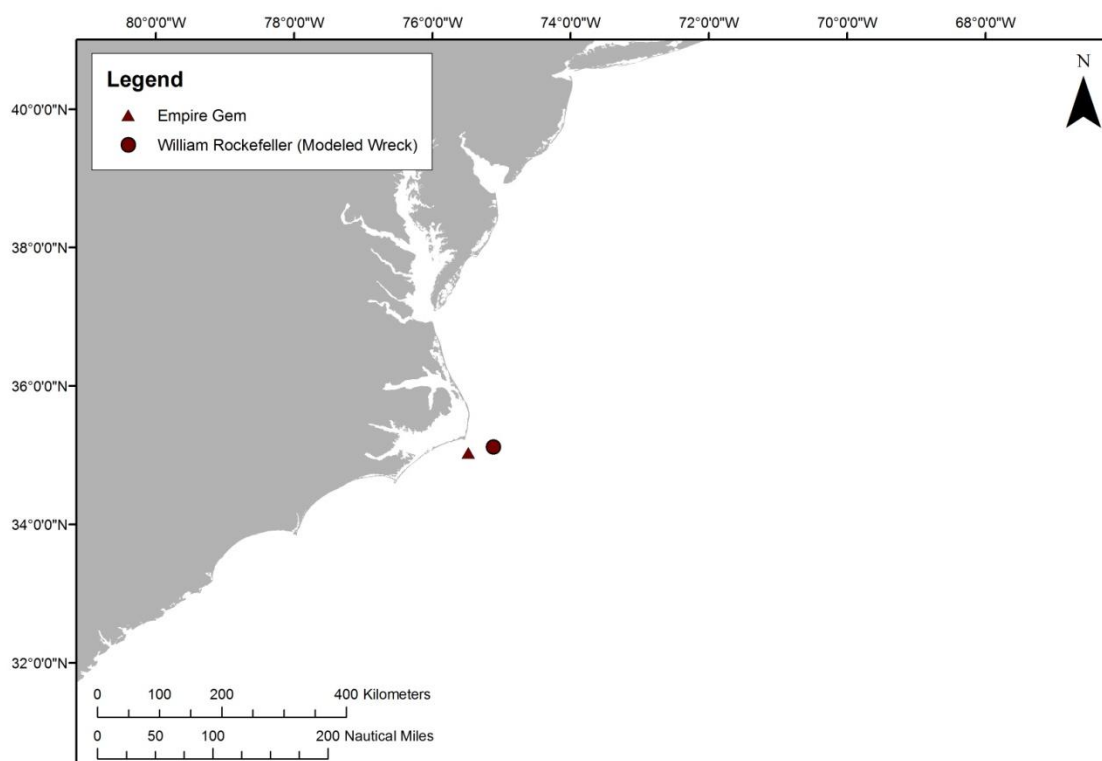 80°0'0"W 78°0'0"W 76°0'0"W 74°0'0"W 72°0'0"W 70°0'0"W 68°0'0"W
N
Legend
Empire Gem
William Rockefeller (Modeled Wreck)
40°0'0"N
38°0'0"N
36°0'0"N
34°0'0"N
32°0'0"N
0 100 200 400 Kilometers
0 50 100 200 Nautical Miles